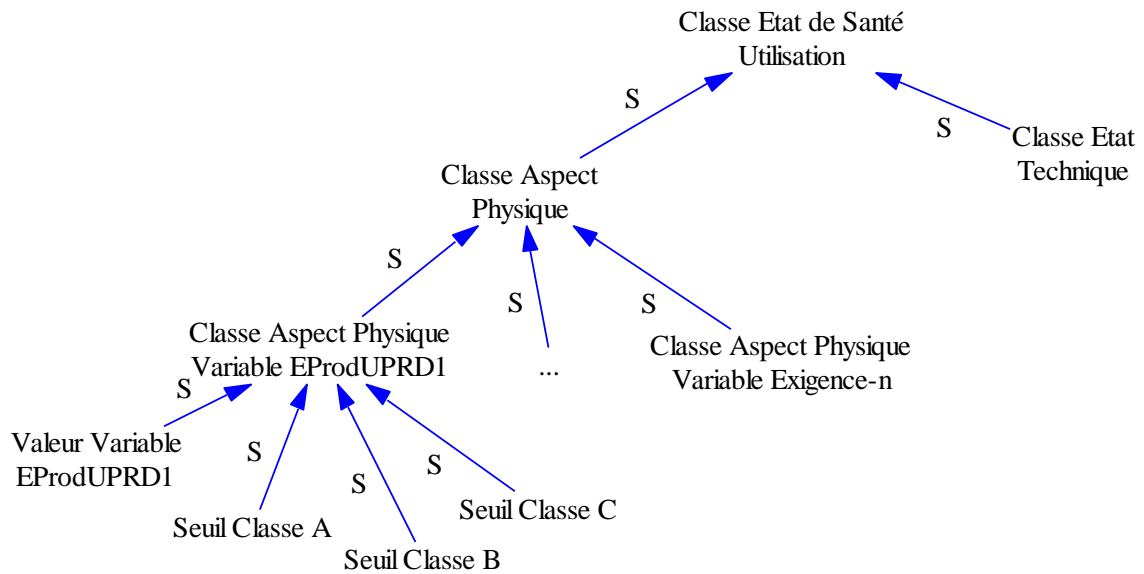 Classe Etat de Santé
Utilisation
S
S
Classe Etat
Technique
Classe Aspect
Physique
S
S
S
Classe Aspect Physique
Variable EProdUPRD1
...
Classe Aspect Physique
Variable Exigence-n
S
Valeur Variable
EProdUPRD1
S
S
S
Seuil Classe A
Seuil Classe B
Seuil Classe C